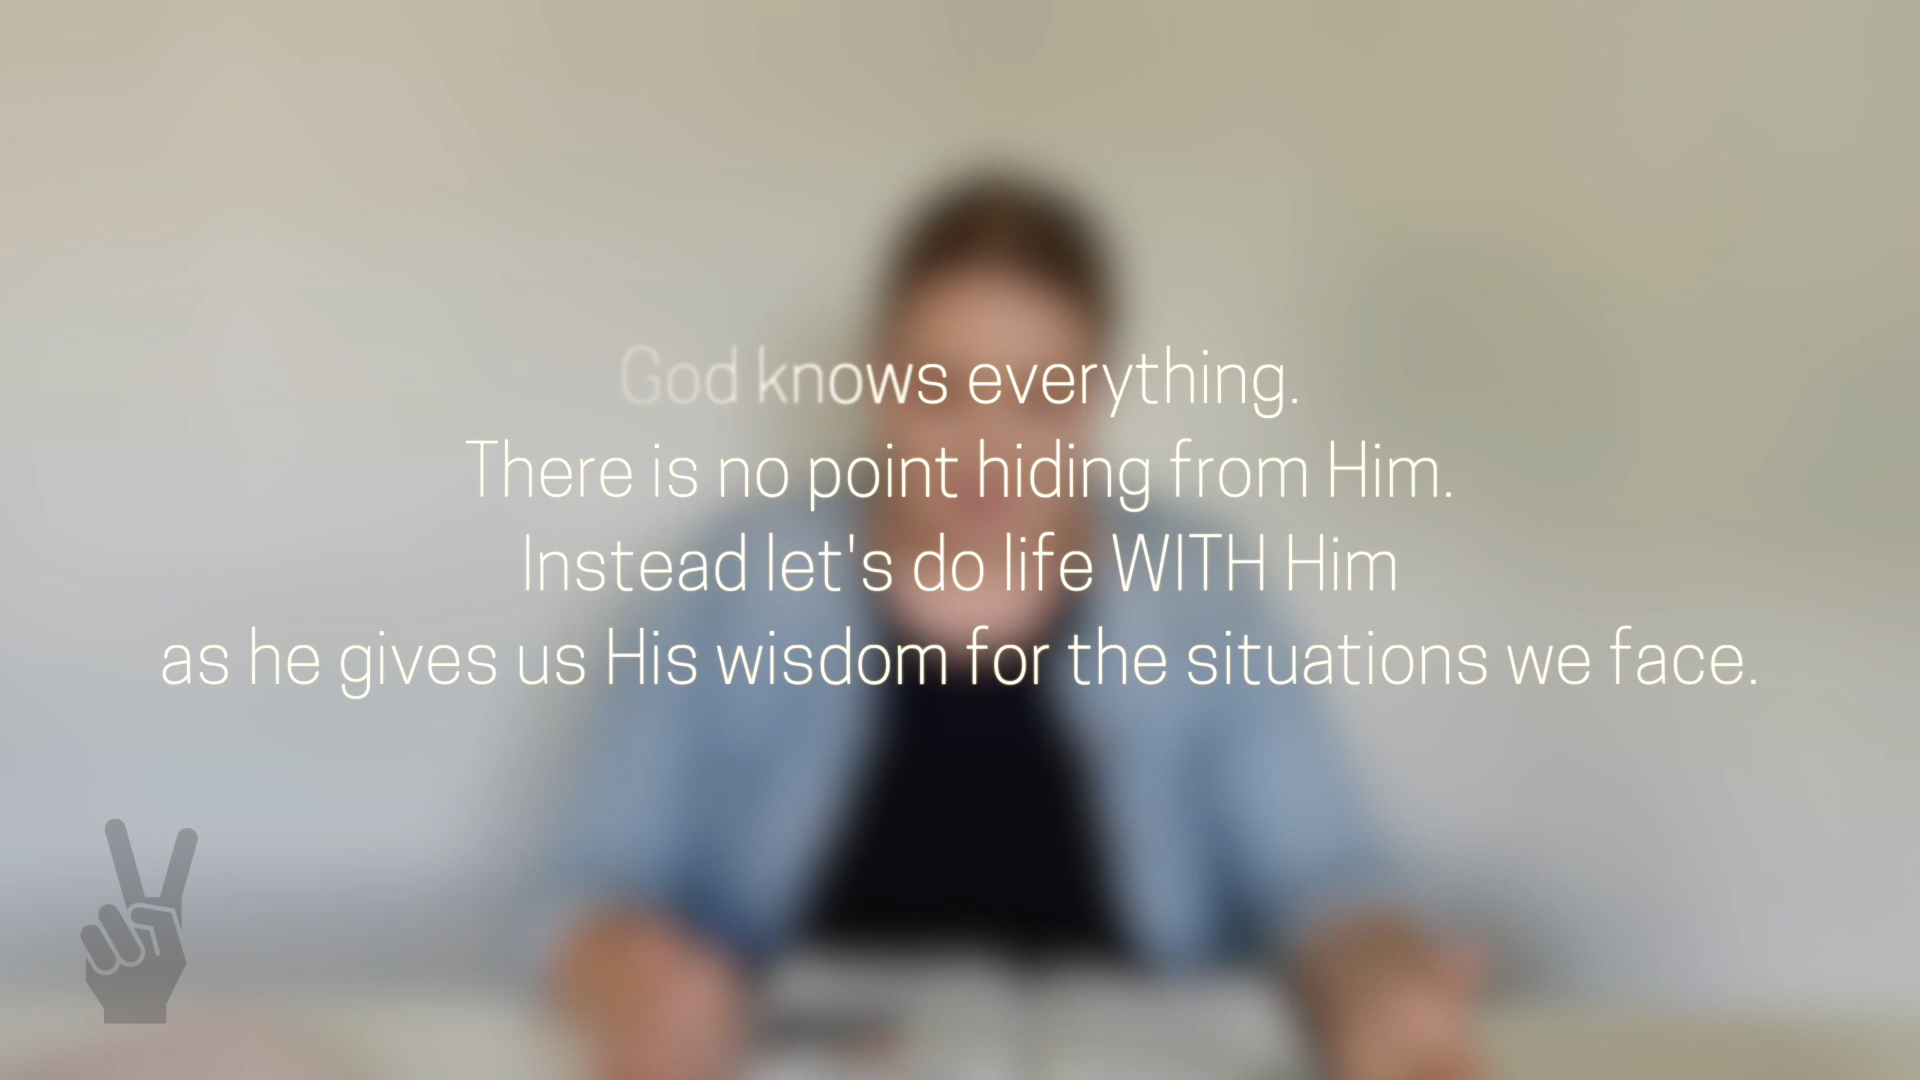 God knows everything.
There is no point hiding from Him.
Instead let's do life WITH Him
as he gives us His wisdom for the situations we face.